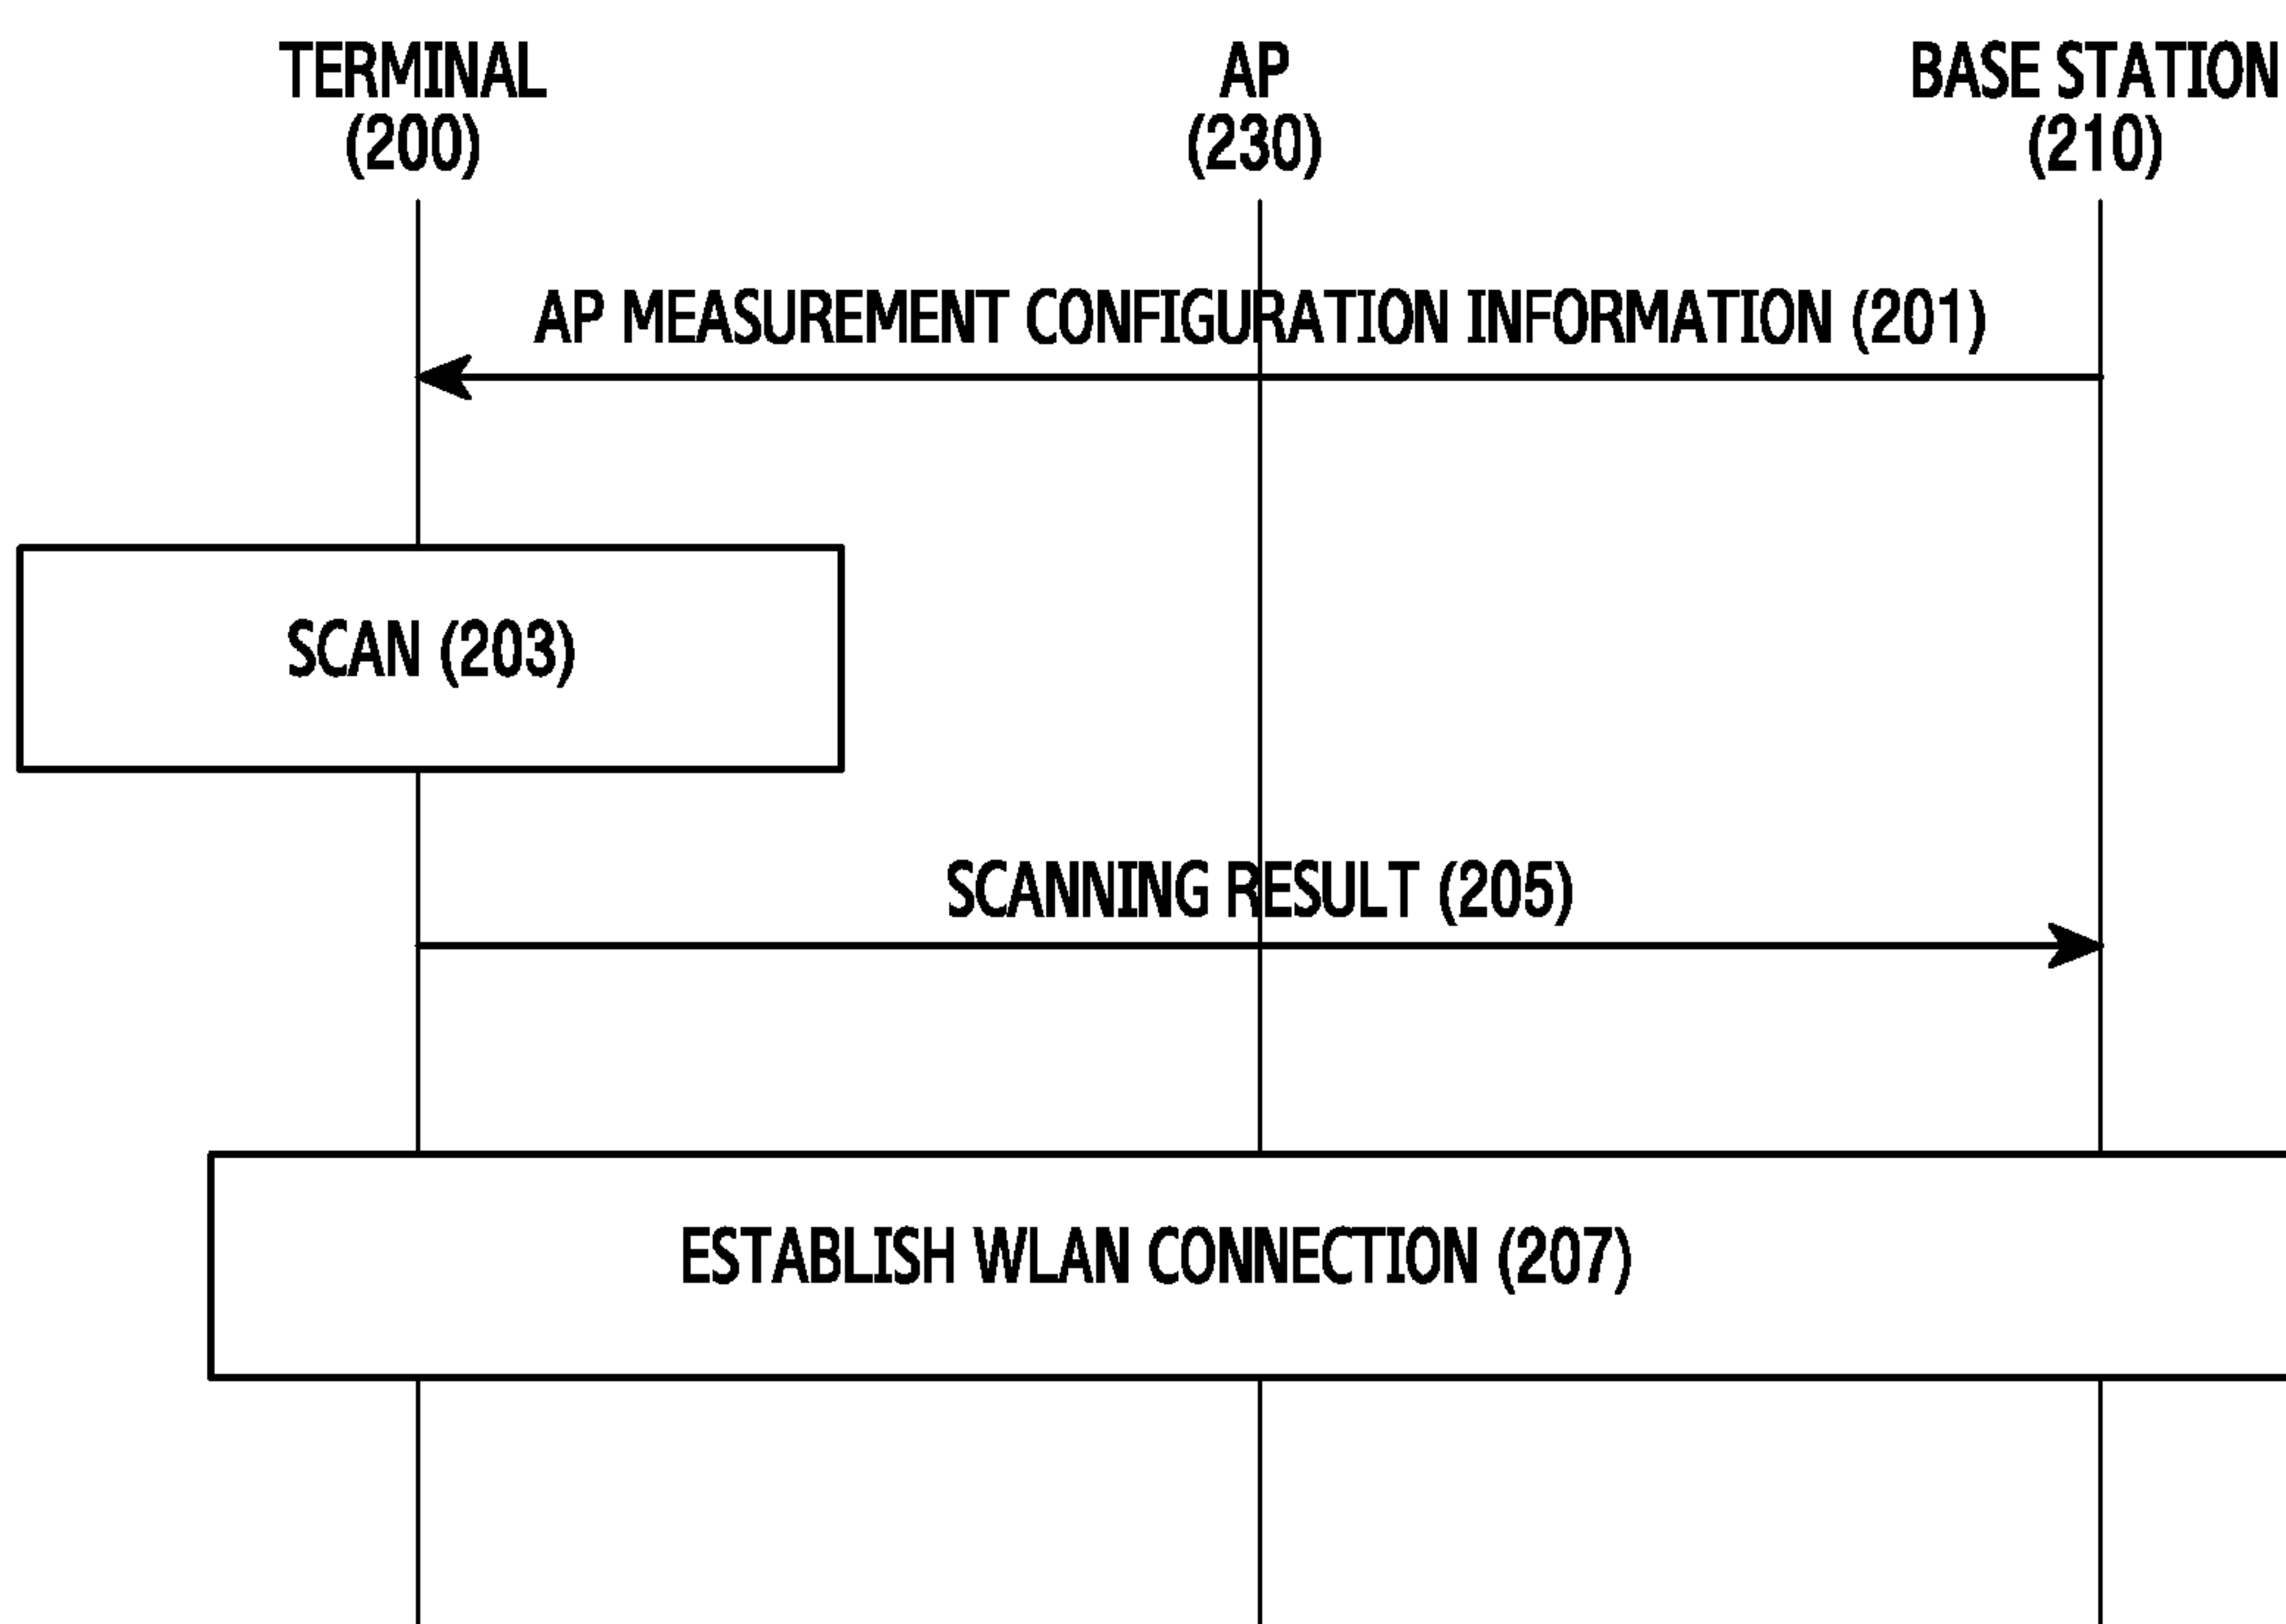 TERMINAL
(200)
AP
(230)
BASE STATION
(210)
AP MEASUREMENT CONFIGURATION INFORMATION (201)
SCAN (203)
SCANNING RESULT (205)
ESTABLISH WLAN CONNECTION (207)